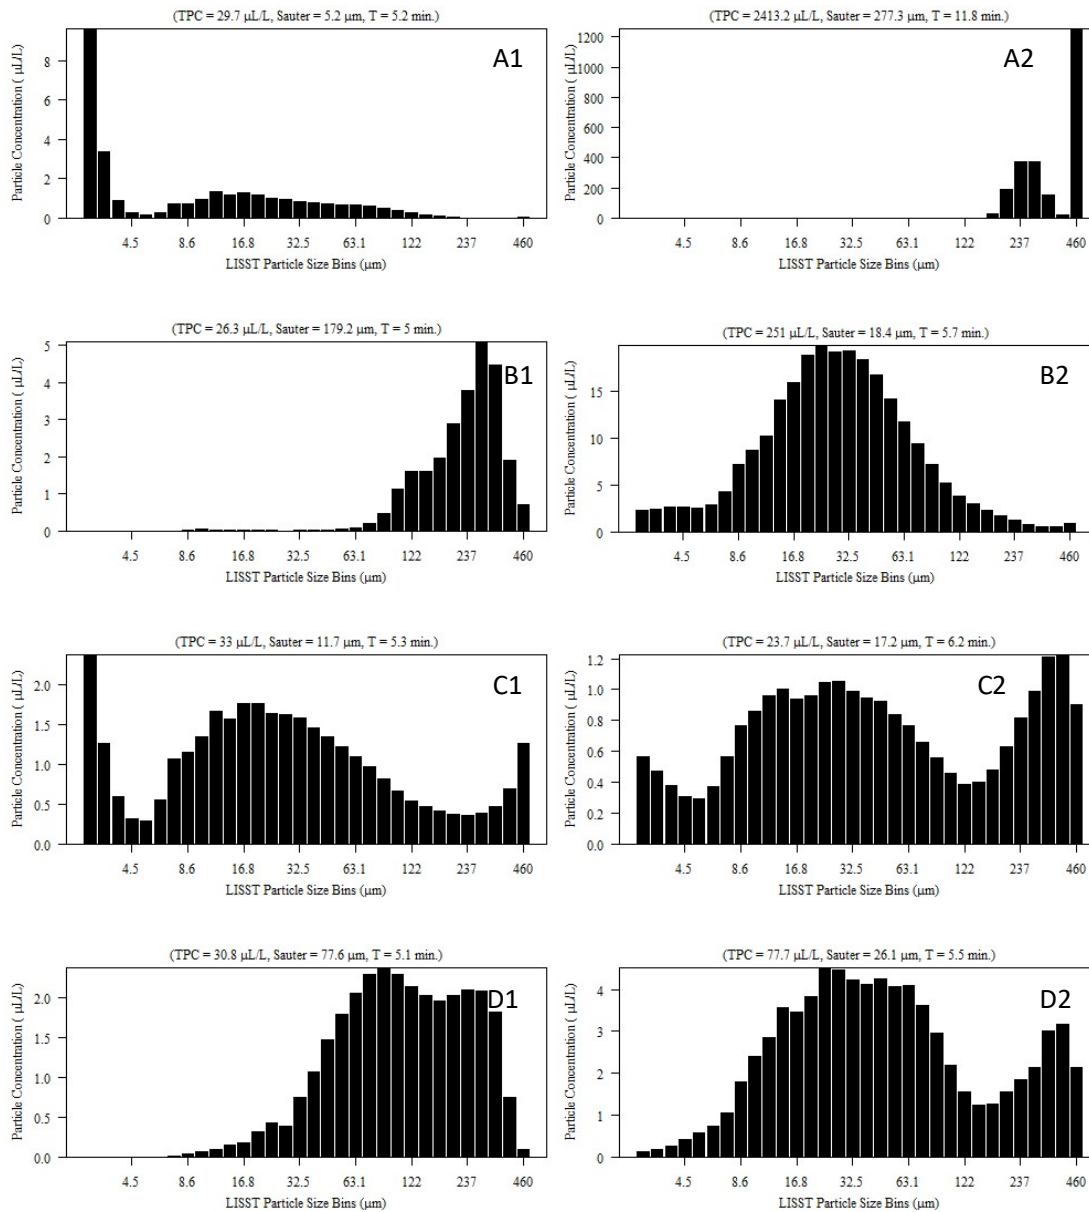 (TPC = 29.7 µL/L, Sauter = 5.2 µm, T = 5.2 min.)
A1
Particle Concentration ( µL/L)
8
6
4
2
0
4.5 8.6 16.8 32.5 63.1 122 237 460
LISST Particle Size Bins (µm)
(TPC = 2413.2 µL/L, Sauter = 277.3 µm, T = 11.8 min.)
A2
Particle Concentration ( µL/L)
1200
1000
800
600
400
200
0
4.5 8.6 16.8 32.5 63.1 122 237 460
LISST Particle Size Bins (µm)
(TPC = 26.3 µL/L, Sauter = 179.2 µm, T = 5 min.)
B1
Particle Concentration ( µL/L)
5
4
3
2
1
0
4.5 8.6 16.8 32.5 63.1 122 237 460
LISST Particle Size Bins (µm)
(TPC = 251 µL/L, Sauter = 18.4 µm, T = 5.7 min.)
B2
Particle Concentration ( µL/L)
15
10
5
0
4.5 8.6 16.8 32.5 63.1 122 237 460
LISST Particle Size Bins (µm)
(TPC = 33 µL/L, Sauter = 11.7 µm, T = 5.3 min.)
C1
Particle Concentration ( µL/L)
2.0
1.5
1.0
0.5
0.0
4.5 8.6 16.8 32.5 63.1 122 237 460
LISST Particle Size Bins (µm)
(TPC = 23.7 µL/L, Sauter = 17.2 µm, T = 6.2 min.)
C2
Particle Concentration ( µL/L)
1.2
1.0
0.8
0.6
0.4
0.2
0.0
4.5 8.6 16.8 32.5 63.1 122 237 460
LISST Particle Size Bins (µm)
(TPC = 30.8 µL/L, Sauter = 77.6 µm, T = 5.1 min.)
D1
Particle Concentration ( µL/L)
2.0
1.5
1.0
0.5
0.0
4.5 8.6 16.8 32.5 63.1 122 237 460
LISST Particle Size Bins (µm)
(TPC = 77.7 µL/L, Sauter = 26.1 µm, T = 5.5 min.)
D2
Particle Concentration ( µL/L)
4
3
2
1
0
4.5 8.6 16.8 32.5 63.1 122 237 460
LISST Particle Size Bins (µm)